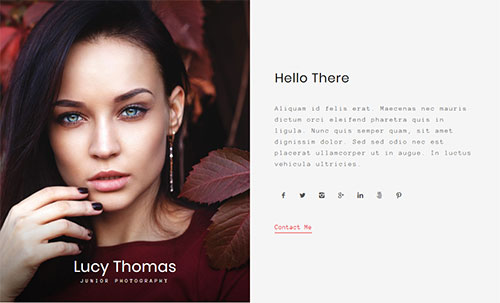 Lucy Thomas
JUNIOR PHOTOGRAPHY
Hello There
Aliquam id felis erat. Maecenas nec mauris
dictum orci eleifend pharetra quis in
ligula. Nunc quis semper quam, sit amet
dignissim dolor. Sed sed odio nec est
placerat ullamcorper ut in augue. In luctus
vehicula ultricies.
Contact Me